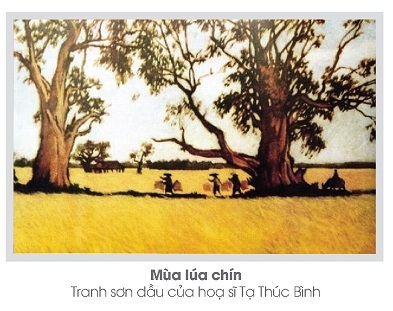 Mùa lúa chín
Tranh sơn dầu của hoạ sĩ Tạ Thúc Bình